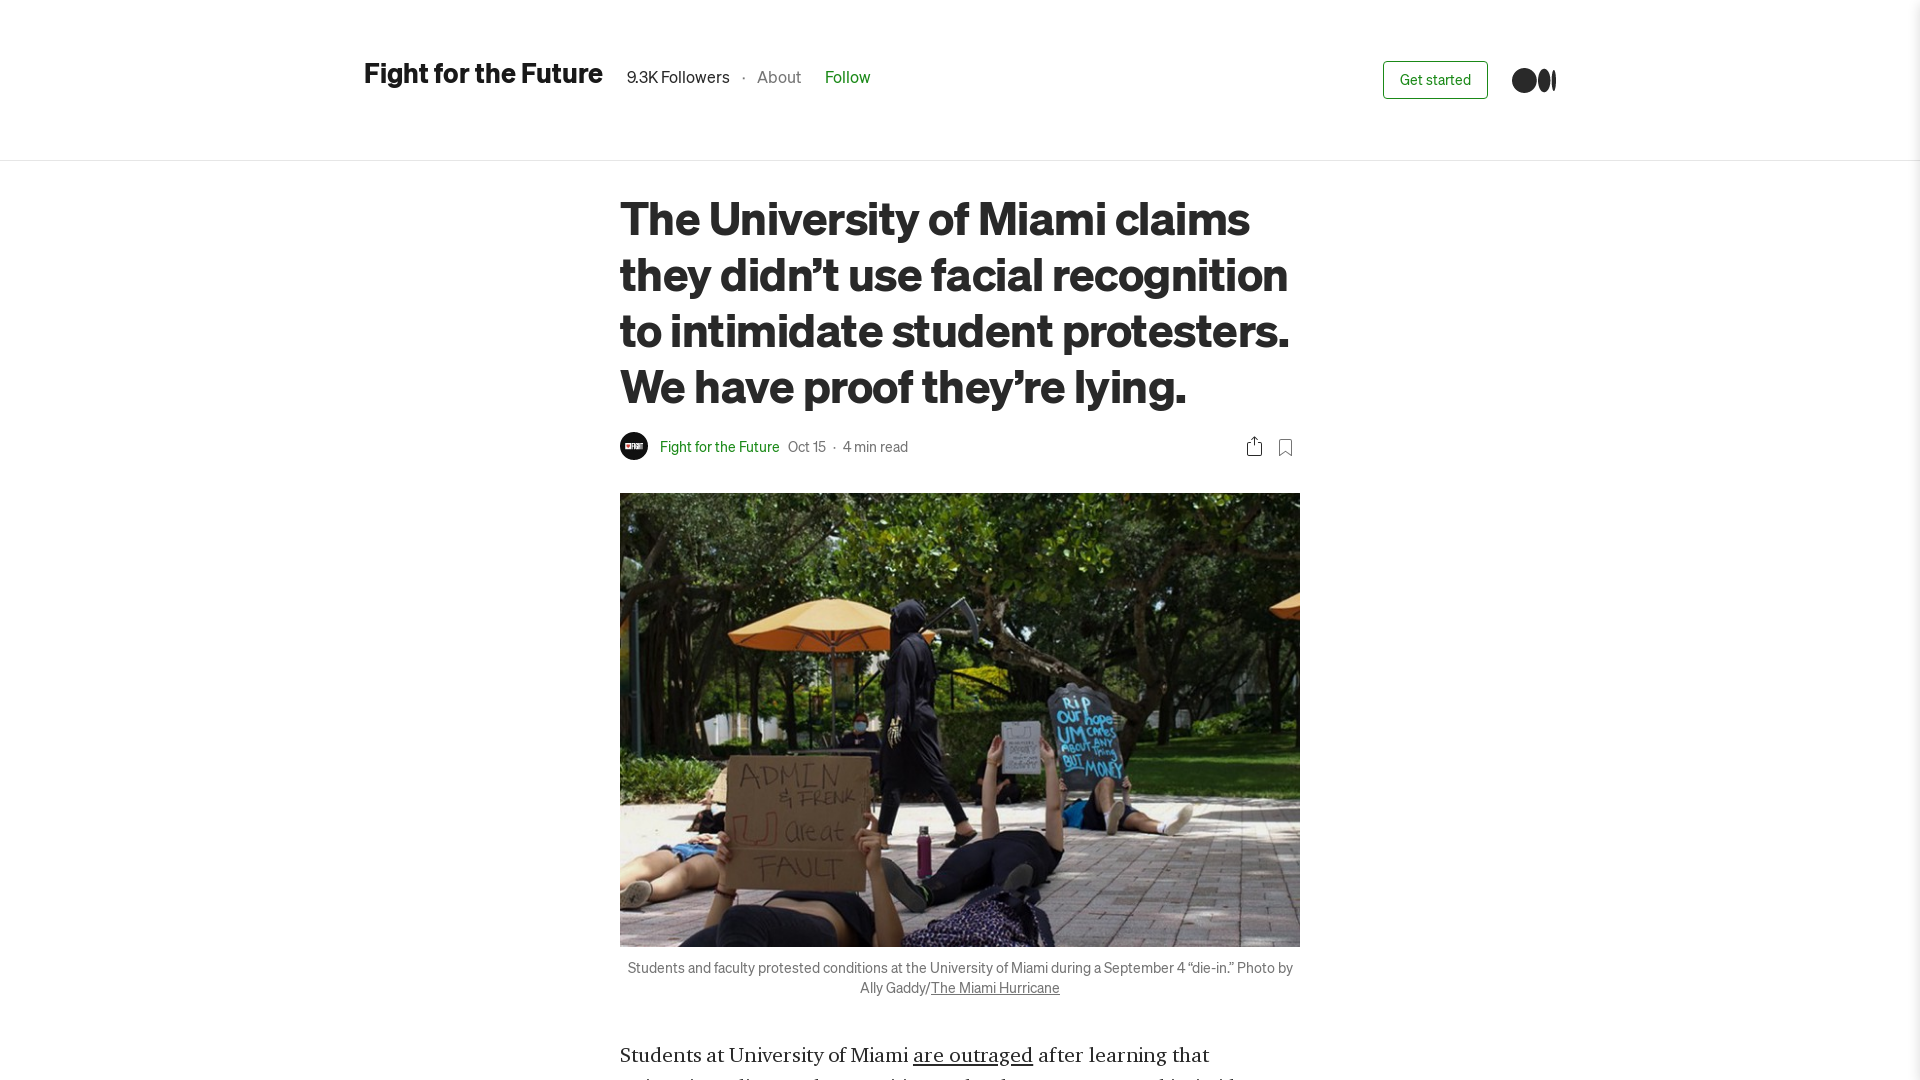 Fight for the Future
9.3K Followers · About Follow
Get started
The University of Miami claims
they didn’t use facial recognition
to intimidate student protesters.
We have proof they’re lying.
FIGHT
Fight for the Future Oct 15 · 4 min read
RiP
Our hope
UM cares
ABOUT ANY
thing
BUT MONEY
ADMIN
& FRENK
U are at
FAULT
Students and faculty protested conditions at the University of Miami during a September 4 “die-in.” Photo by
Ally Gaddy/The Miami Hurricane
Students at University of Miami are outraged after learning that